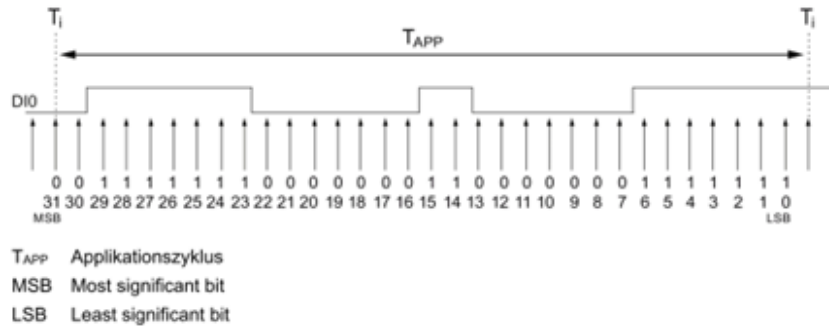 Ti Ti
TAPP
DI0
0 0 1 1 1 1 1 1 1 0 0 0 0 0 0 0 1 1 0 0 0 0 0 0 0 1 1 1 1 1 1 1
31 30 29 28 27 26 25 24 23 22 21 20 19 18 17 16 15 14 13 12 11 10 9 8 7 6 5 4 3 2 1 0
MSB LSB
TAPP Applikationszyklus
MSB Most significant bit
LSB Least significant bit